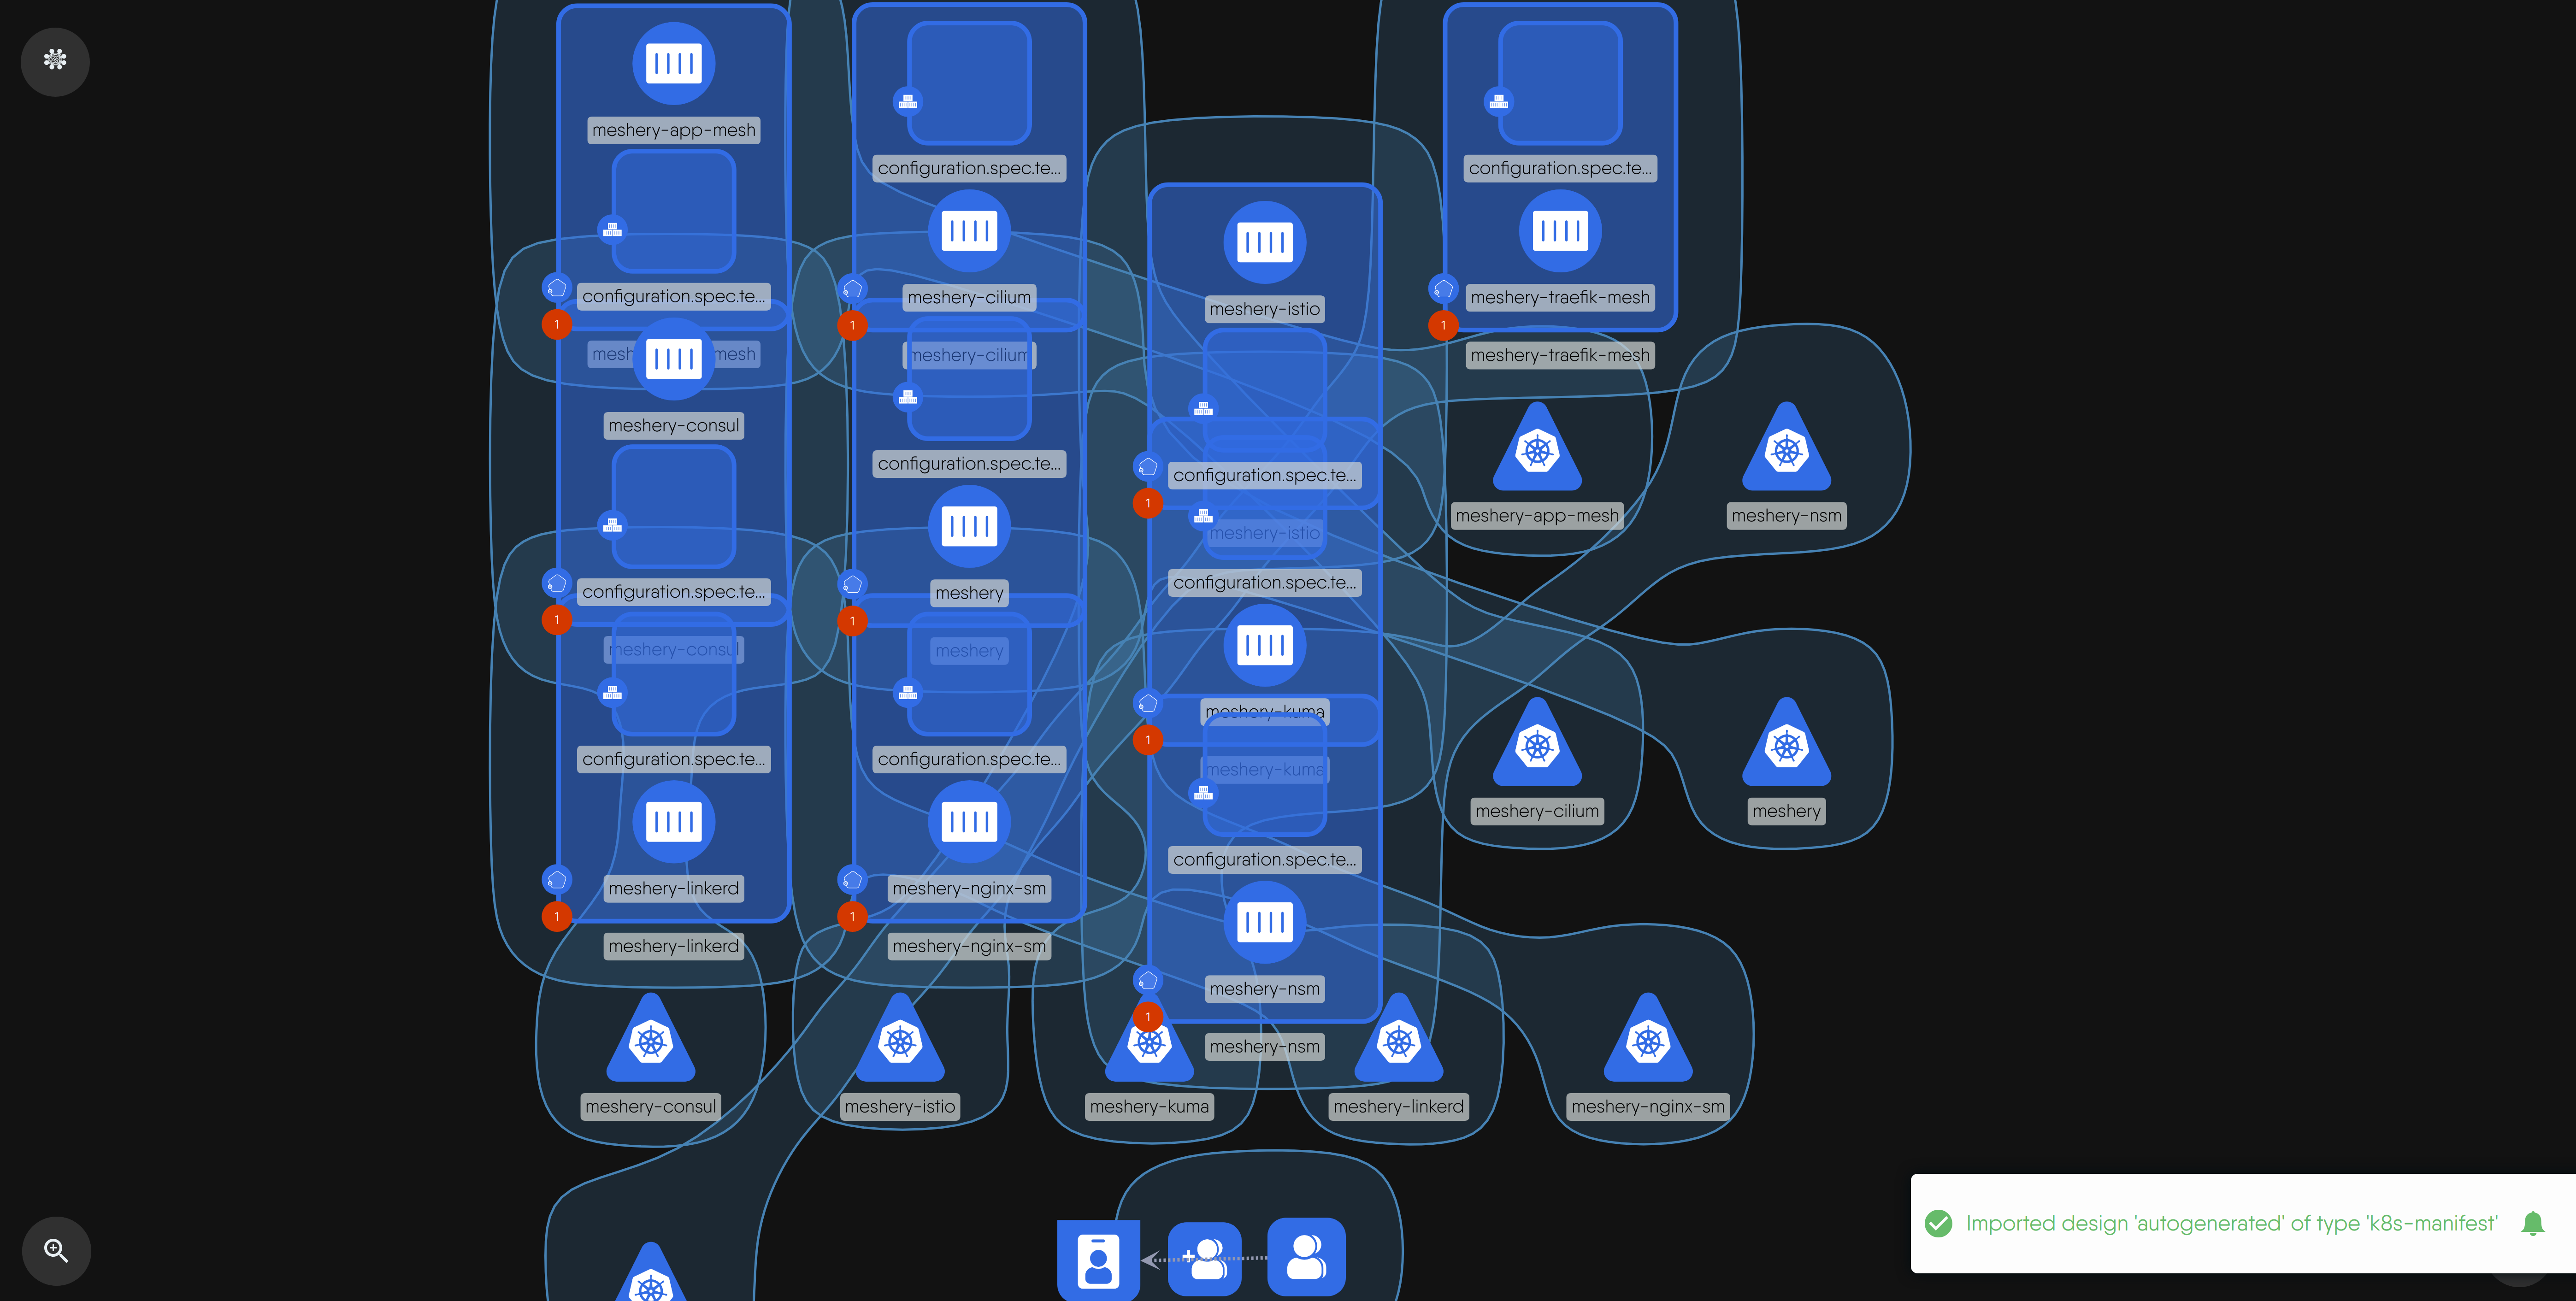 meshery-app-mesh
configuration.spec.te...
1
mesh mesh
meshery-consul
configuration.spec.te...
1
meshery-consul
configuration.spec.te...
meshery-linkerd
1
meshery-linkerd
configuration.spec.te...
meshery-cilium
1
meshery-cilium
configuration.spec.te...
meshery
1
meshery
configuration.spec.te...
meshery-nginx-sm
1
meshery-nginx-sm
meshery-istio
configuration.spec.te...
1
meshery-istio
configuration.spec.te...
meshery-kuma
1
meshery-kuma
configuration.spec.te...
meshery-nsm
1
meshery-nsm
configuration.spec.te...
meshery-traefik-mesh
1
meshery-traefik-mesh
meshery-app-mesh
meshery-nsm
meshery-cilium
meshery
meshery-consul
meshery-istio
meshery-kuma
meshery-linkerd
meshery-nginx-sm
Imported design 'autogenerated' of type 'k8s-manifest'